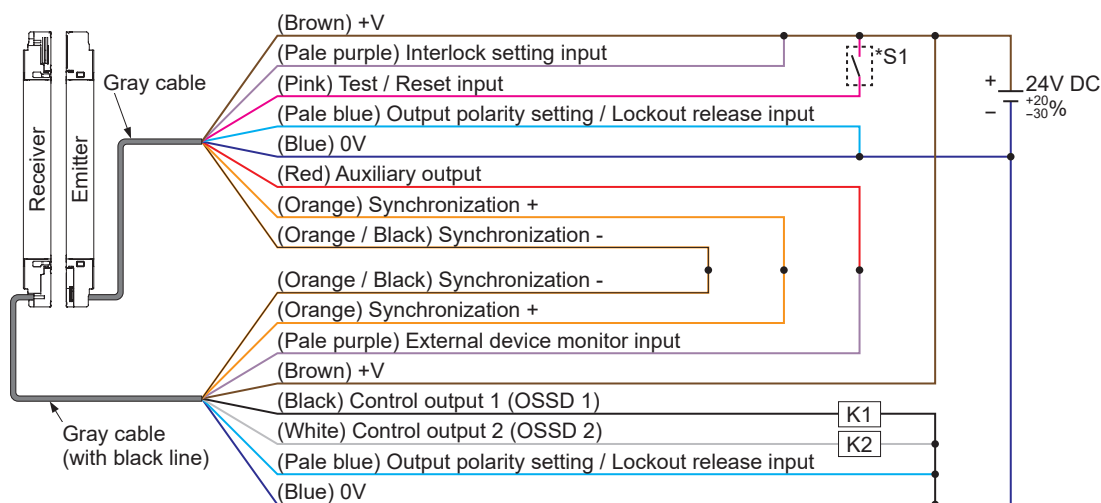 (Brown) +V
(Pale purple) Interlock setting input
*S1
Gray cable
(Pink) Test / Reset input
+ 24V DC
− +20 −30 %
(Pale blue) Output polarity setting / Lockout release input
(Blue) 0V
Receiver
Emitter
(Red) Auxiliary output
(Orange) Synchronization +
(Orange / Black) Synchronization -
(Orange / Black) Synchronization -
(Orange) Synchronization +
(Pale purple) External device monitor input
(Brown) +V
(Black) Control output 1 (OSSD 1)
K1
Gray cable
(with black line)
(White) Control output 2 (OSSD 2)
K2
(Pale blue) Output polarity setting / Lockout release input
(Blue) 0V